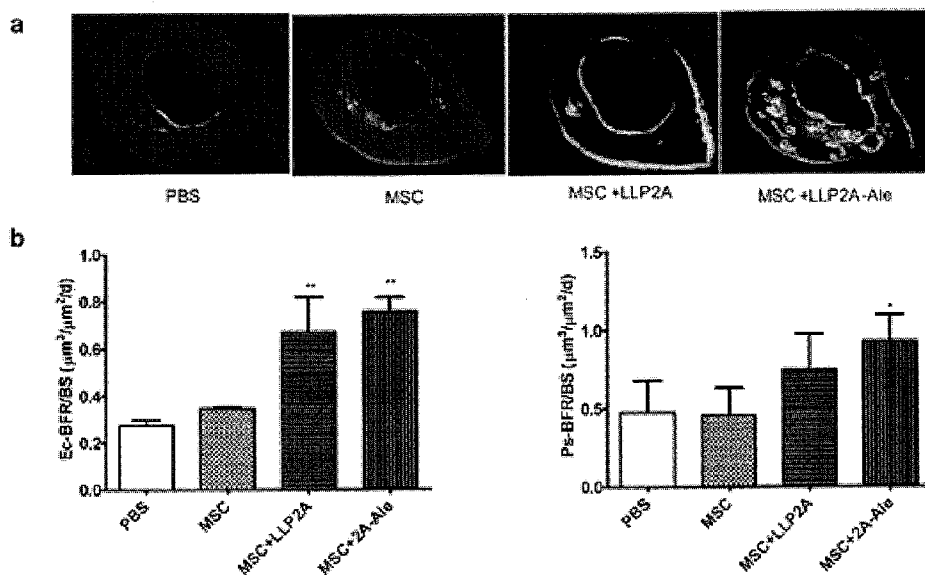 a
PBS
MSC
MSC +LLP2A
MSC +LLP2A-Ale
b
Ec-BFR/BS (µm³/µm²/d)
1.0
0.8
0.6
0.4
0.2
0.0
**
**
PBS
MSC
MSC+LLP2A
MSC+2A-Ale
Ps-BFR/BS (µm³/µm²/d)
1.5
1.0
0.5
0.0
*
PBS
MSC
MSC+LLP2A
MSC+2A-Ale